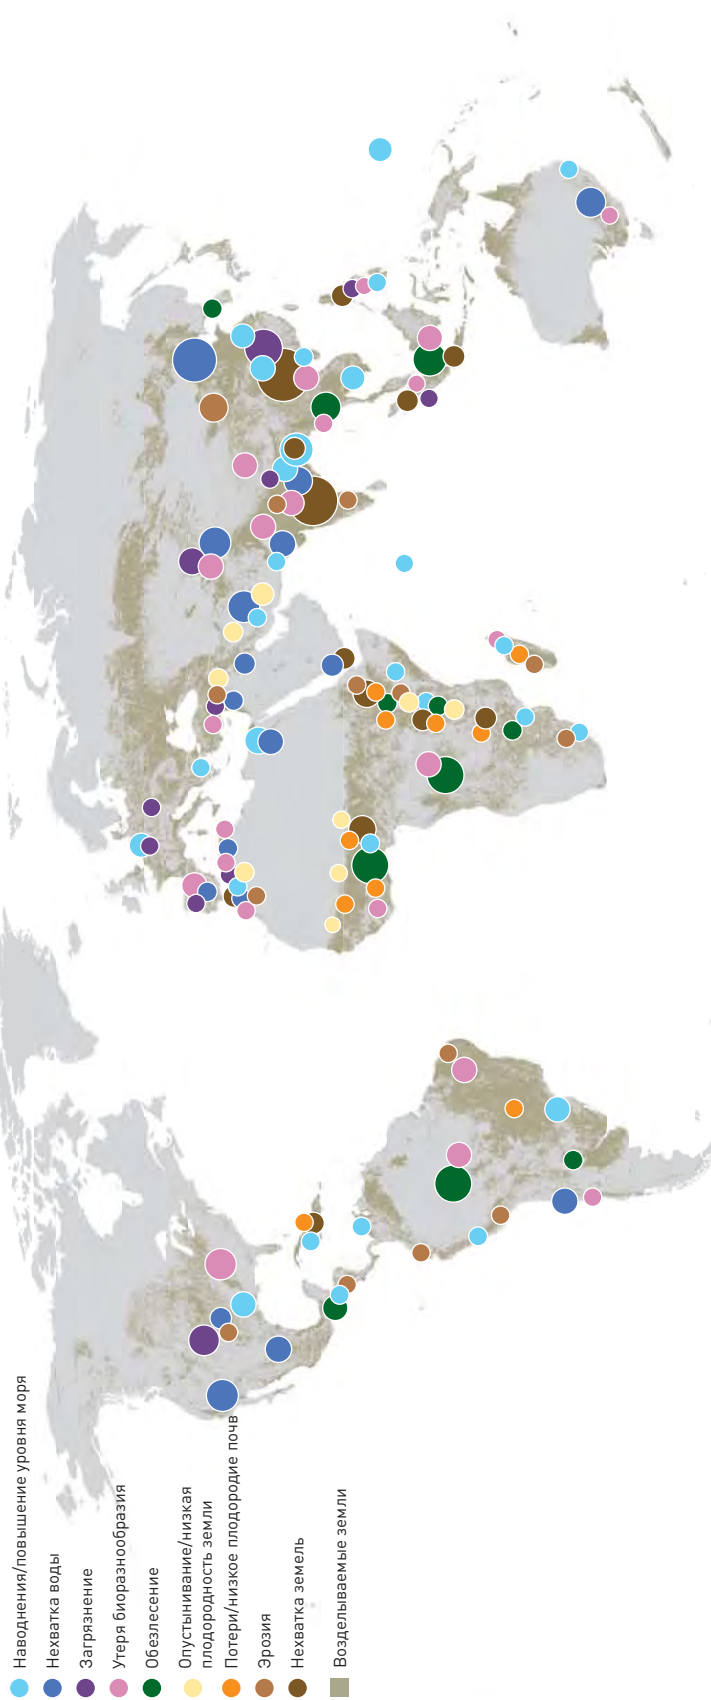 Наводнения/повышение уровня моря
Нехватка воды
Загрязнение
Утеря биоразнообразия
Обезлесение
Опустынивание/низкая
плодородность земли
Потери/низкое плодородие почв
Эрозия
Нехватка земель
Возделываемые земли